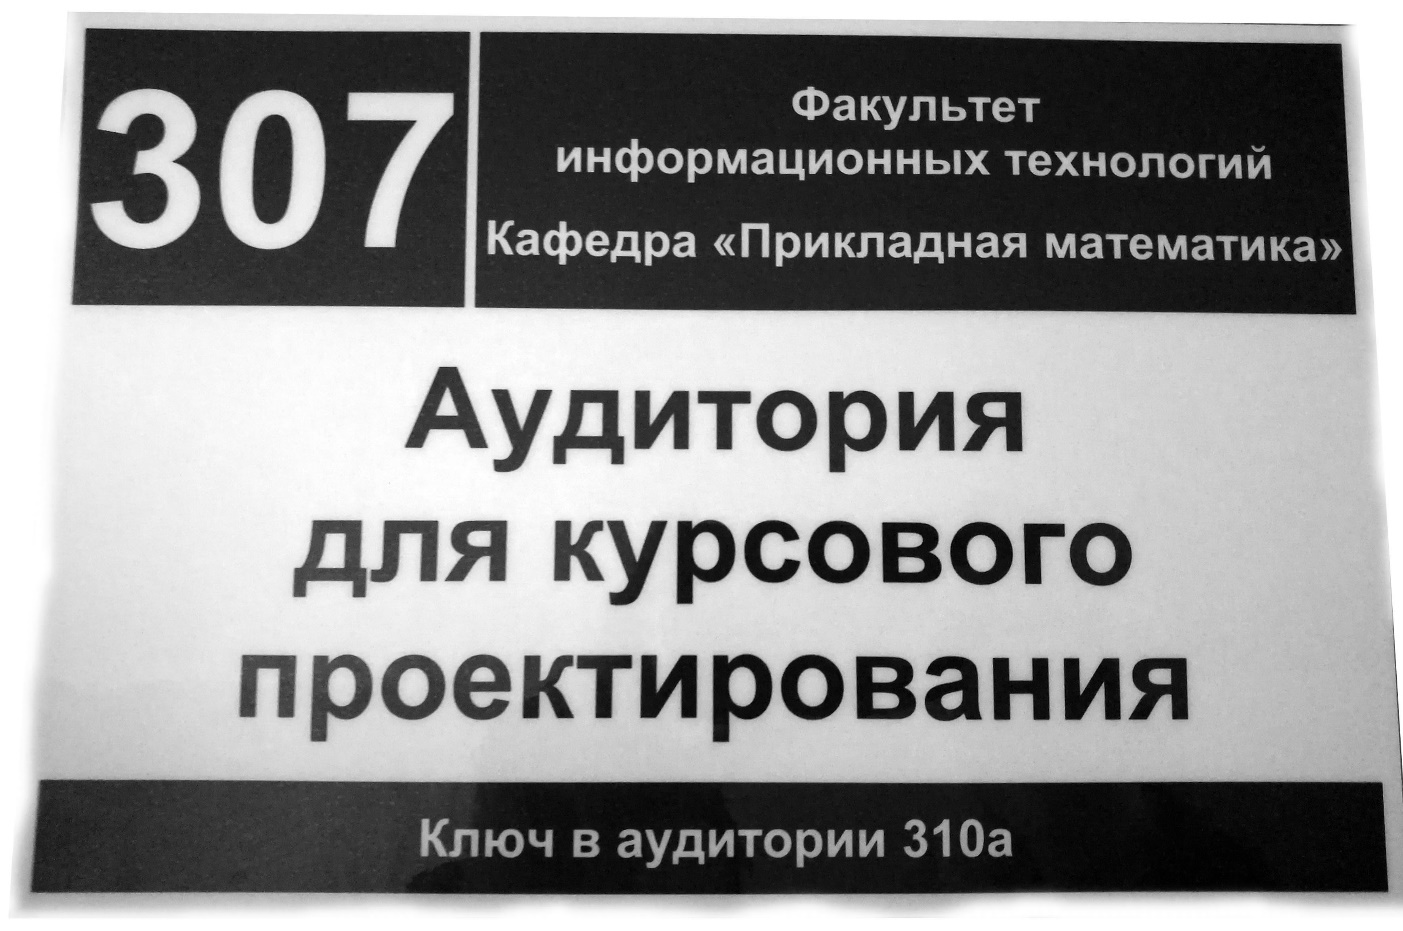 307
Факультет
информационных технологий
Кафедра «Прикладная математика»
Аудитория
для курсового
проектирования
Ключ в аудитории 310а